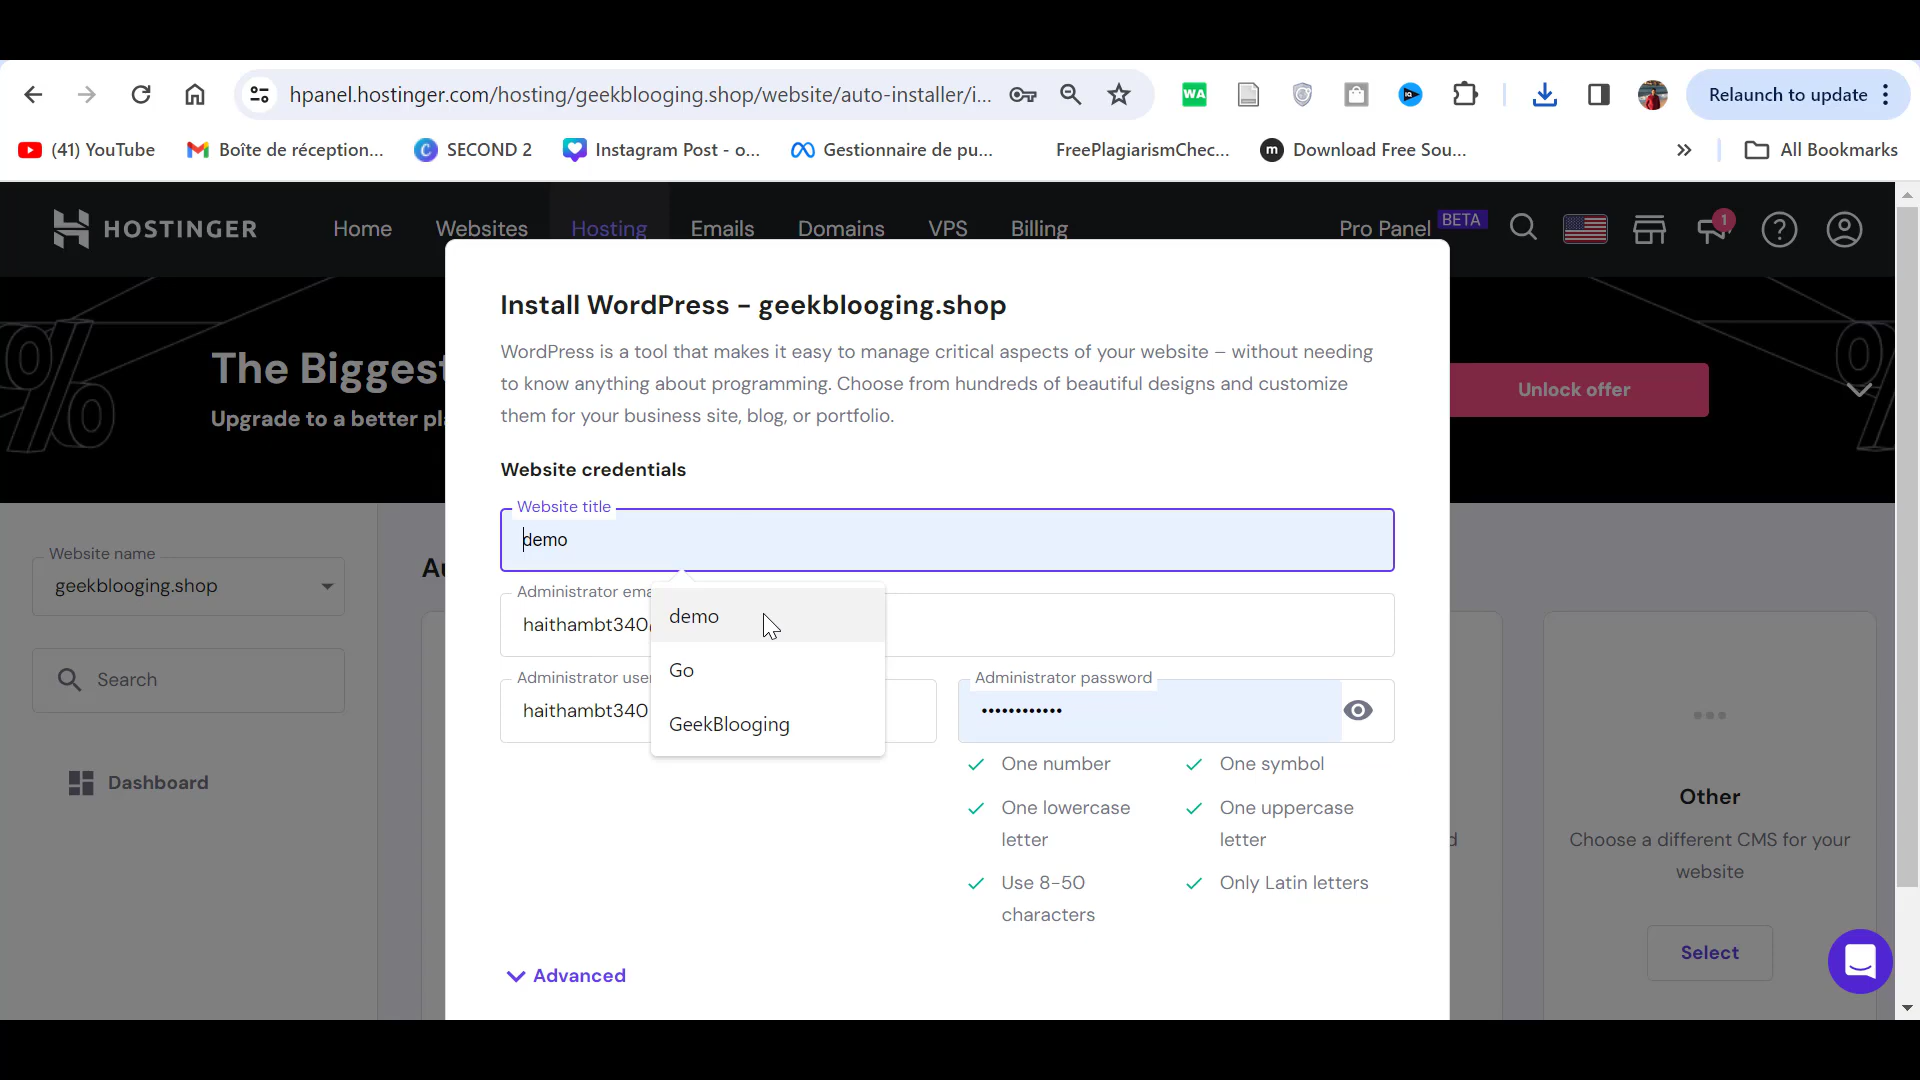 hpanel.hostinger.com/hosting/geekblooging.shop/website/auto-installer/i...
WA
Relaunch to update
(41) YouTube
Boîte de réception...
SECOND 2
Instagram Post - o...
Gestionnaire de pu...
FreePlagiarismChec...
Download Free Sou...
All Bookmarks
HOSTINGER
Home
Websites
Hosting
Emails
Domains
VPS
Billing
Pro Panel
BETA
1
Install WordPress - geekblooging.shop
WordPress is a tool that makes it easy to manage critical aspects of your website – without needing
to know anything about programming. Choose from hundreds of beautiful designs and customize
them for your business site, blog, or portfolio.
The Biggest
Upgrade to a better pl
Unlock offer
Website credentials
Website title
demo
Website name
geekblooging.shop
Au
Administrator ema
haithambt340
demo
Go
GeekBlooging
Search
Administrator user
haithambt340
Administrator password
••••••••••••
One number
One symbol
One lowercase
letter
One uppercase
letter
Use 8-50
characters
Only Latin letters
Dashboard
Other
Choose a different CMS for your
website
d
Select
Advanced